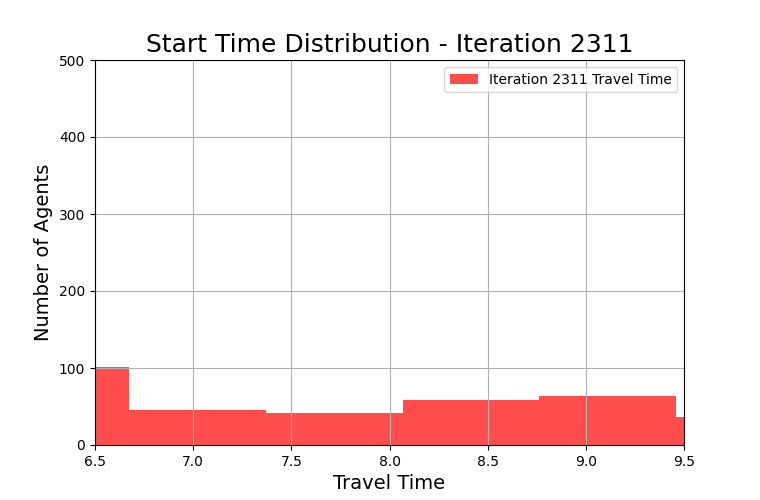 Start Time Distribution - Iteration 2311
Iteration 2311 Travel Time
Number of Agents
500
400
300
200
100
0
6.5 7.0 7.5 8.0 8.5 9.0 9.5
Travel Time